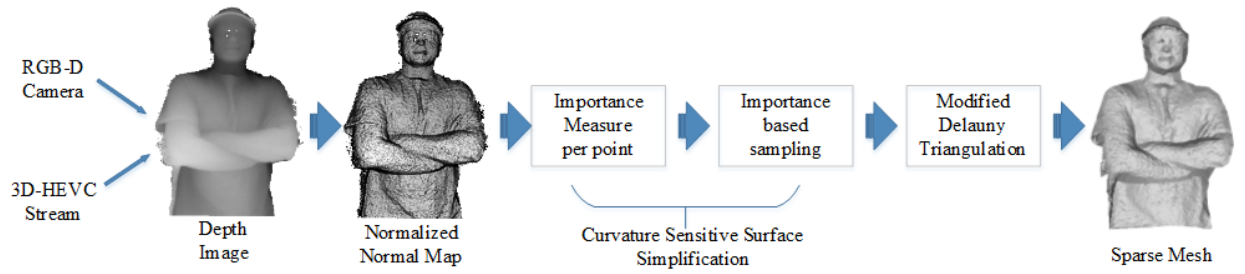 RGB-D
Camera
3D-HEVC
Stream
Depth
Image
Normalized
Normal Map
Importance
Measure
per point
Importance
based
sampling
Curvature Sensitive Surface
Simplification
Modified
Delauny
Triangulation
Sparse Mesh